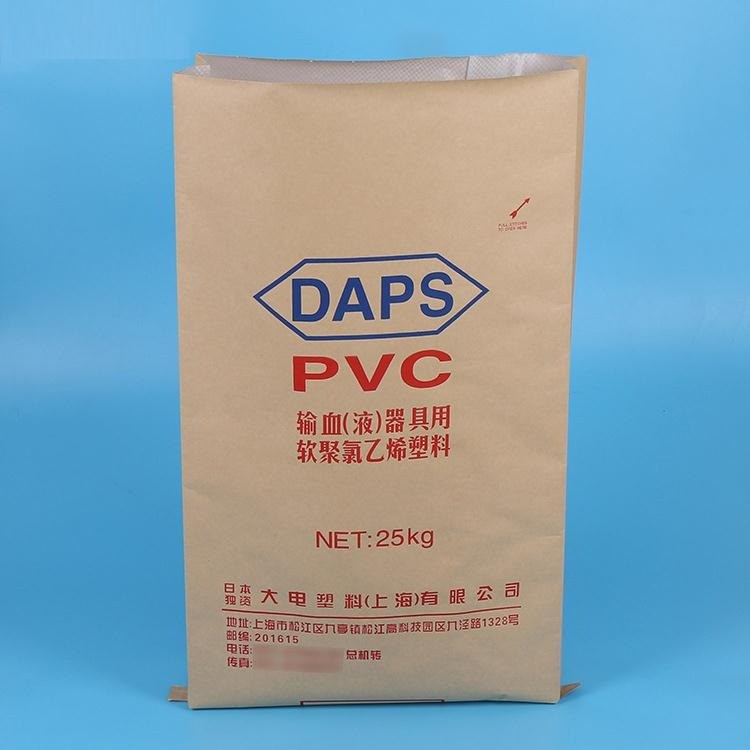 PULL STITCHES
TO OPEN HERE
DAPS
PVC
输血(液)器具用
软聚氯乙烯塑料
NET:25kg
日本独资 大电塑料(上海)有限公司
地址:上海市松江区九亭镇松江高科技园区九泾路1328号
邮编:201615
电话: 总机转
传真: